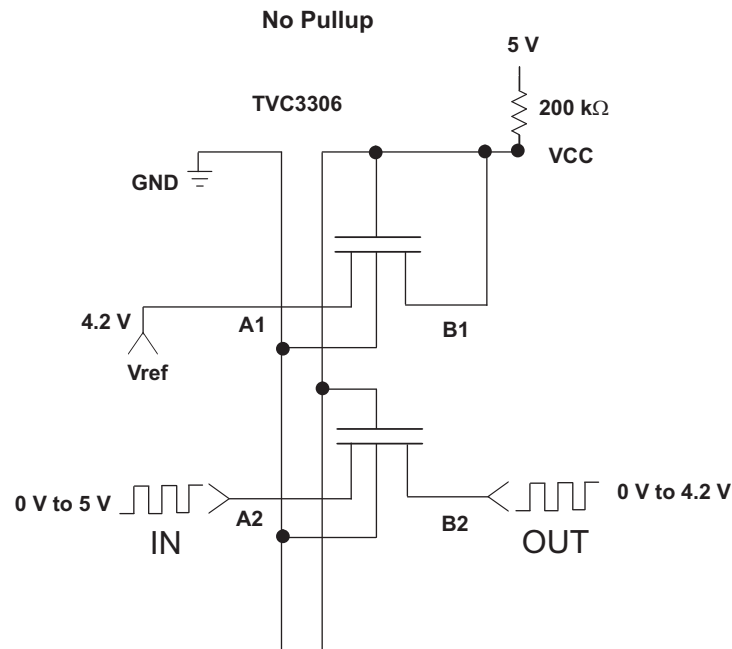 No Pullup
5 V
TVC3306
200 kΩ
VCC
GND
4.2 V
A1
B1
Vref
0 V to 5 V
A2
B2
0 V to 4.2 V
IN
OUT